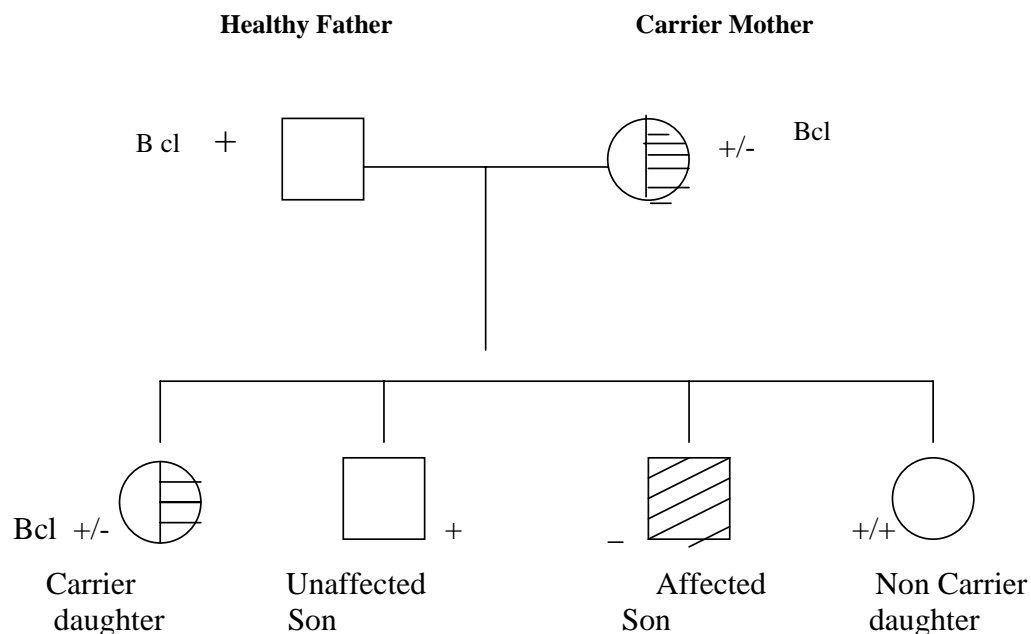 Healthy Father Carrier Mother
B cl + +/- Bcl
Bcl +/- + – +/+
Carrier Unaffected Affected Non Carrier
daughter Son Son daughter